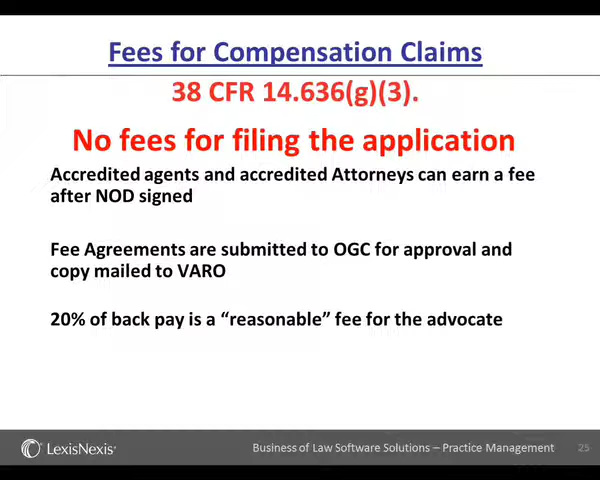 Fees for Compensation Claims
38 CFR 14.636(g)(3).
No fees for filing the application
Accredited agents and accredited Attorneys can earn a fee
after NOD signed
Fee Agreements are submitted to OGC for approval and
copy mailed to VARO
20% of back pay is a “reasonable” fee for the advocate
LexisNexis® Business of Law Software Solutions – Practice Management 25